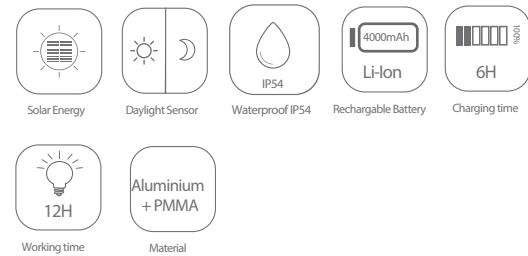 IP54
4000mAh
Li-Ion
100%
6H
Solar Energy
Daylight Sensor
Waterproof IP54
Rechargable Battery
Charging time
12H
Aluminium
+ PMMA
Working time
Material